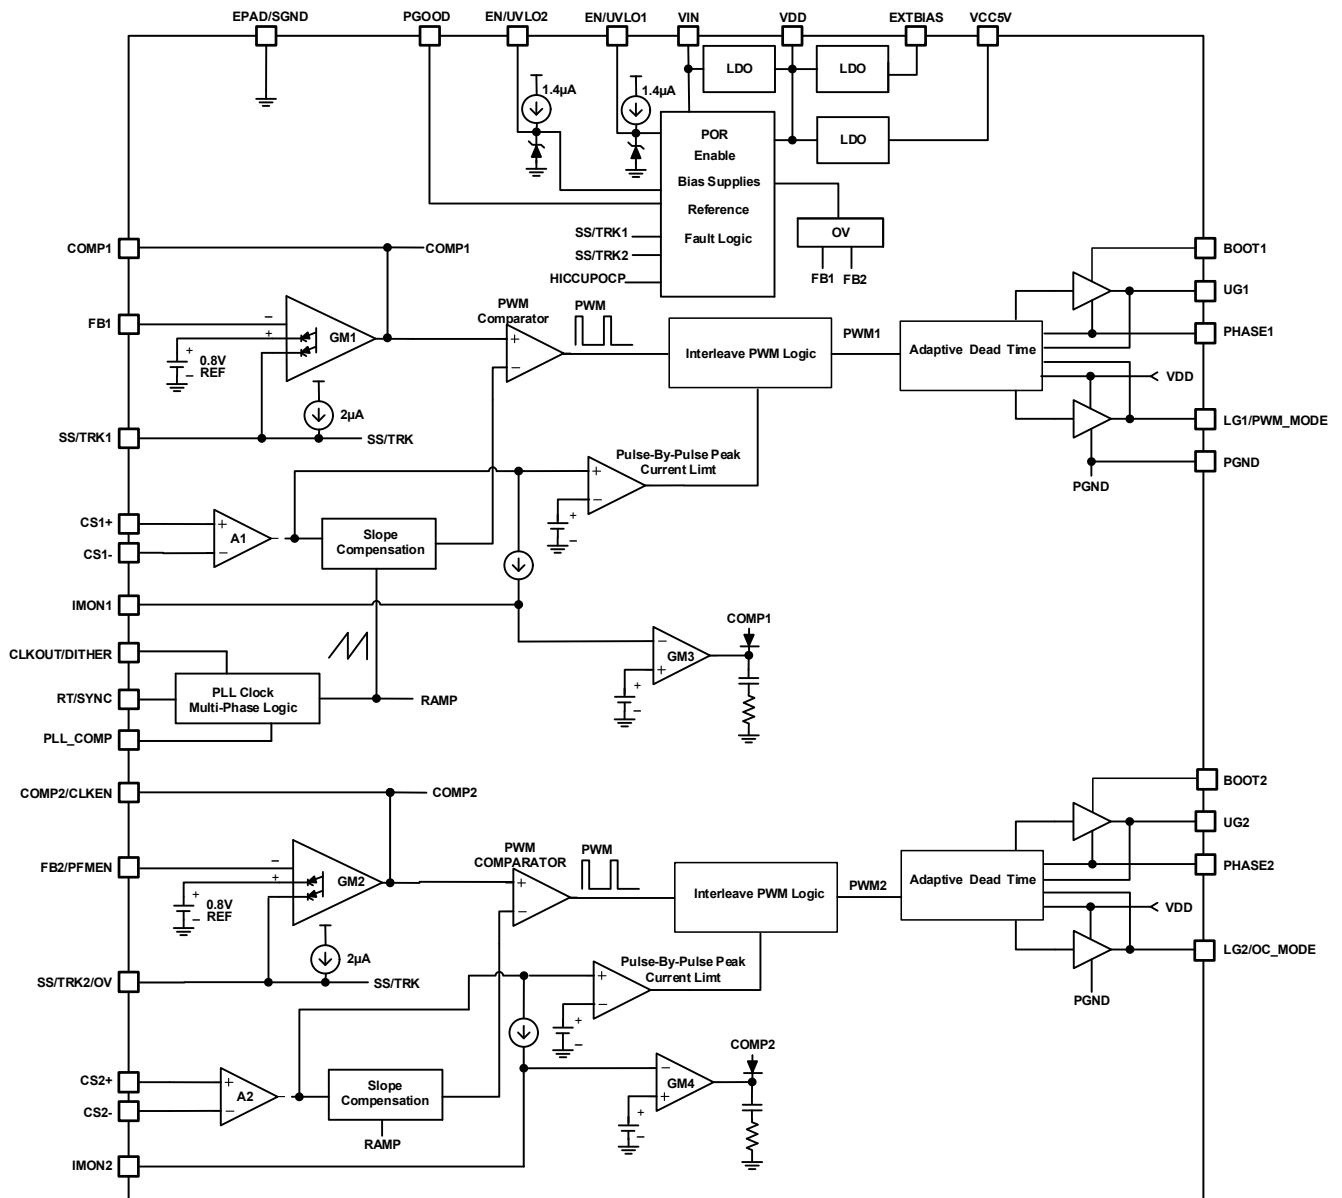 EPAD/SGND
PGOOD
EN/UVLO2
EN/UVLO1
VIN
VDD
EXTBIAS
VCC5V
LDO
LDO
1.4µA
1.4µA
LDO
POR
Enable
Bias Supplies
Reference
Fault Logic
SS/TRK1
SS/TRK2
HICCUPOCP
OV
FB1
FB2
COMP1
COMP1
BOOT1
FB1
−
+
GM1
+
−
0.8V
REF
PWM
Comparator
+
−
PWM
Interleave PWM Logic
PWM1
Adaptive Dead Time
UG1
PHASE1
VDD
2µA
SS/TRK1
SS/TRK
LG1/PWM_MODE
Pulse-By-Pulse Peak
Current Limt
+
−
+
−
PGND
PGND
CS1+
+
A1
−
CS1-
Slope
Compensation
IMON1
COMP1
−
GM3
+
+
−
CLKOUT/DITHER
RT/SYNC
PLL Clock
Multi-Phase Logic
RAMP
PLL_COMP
COMP2/CLKEN
COMP2
BOOT2
FB2/PFMEN
−
+
GM2
+
−
0.8V
REF
PWM
COMPARATOR
+
−
PWM
Interleave PWM Logic
PWM2
Adaptive Dead Time
UG2
PHASE2
VDD
2µA
SS/TRK2/OV
SS/TRK
LG2/OC_MODE
Pulse-By-Pulse Peak
Current Limt
+
−
+
−
PGND
CS2+
+
A2
−
CS2-
Slope
Compensation
RAMP
COMP2
−
GM4
+
+
−
IMON2